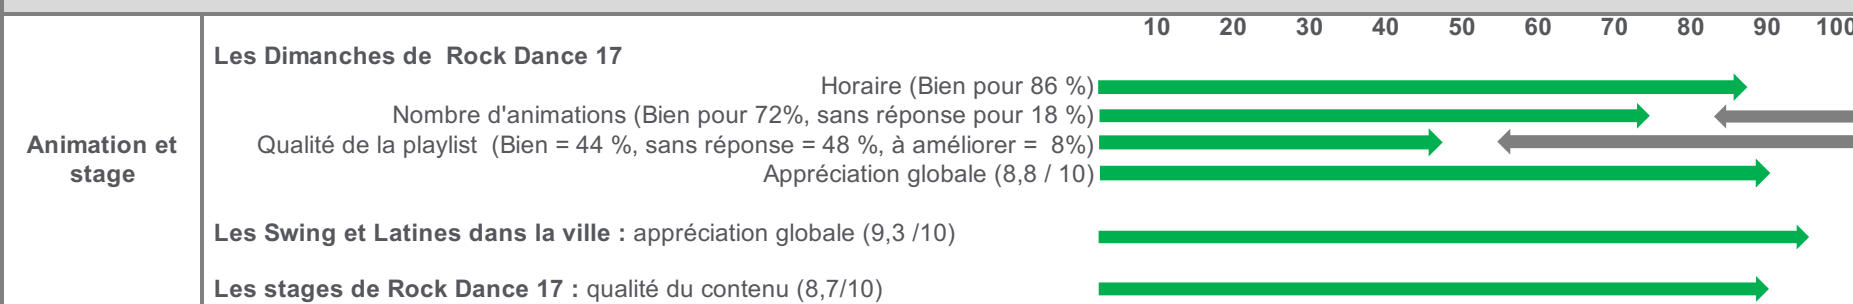 10 20 30 40 50 60 70 80 90 100
Les Dimanches de Rock Dance 17
Horaire (Bien pour 86 %)
Nombre d'animations (Bien pour 72%, sans réponse pour 18 %)
Animation et stage
Qualité de la playlist (Bien = 44 %, sans réponse = 48 %, à améliorer = 8%)
Appréciation globale (8,8 / 10)
Les Swing et Latines dans la ville : appréciation globale (9,3 /10)
Les stages de Rock Dance 17 : qualité du contenu (8,7/10)